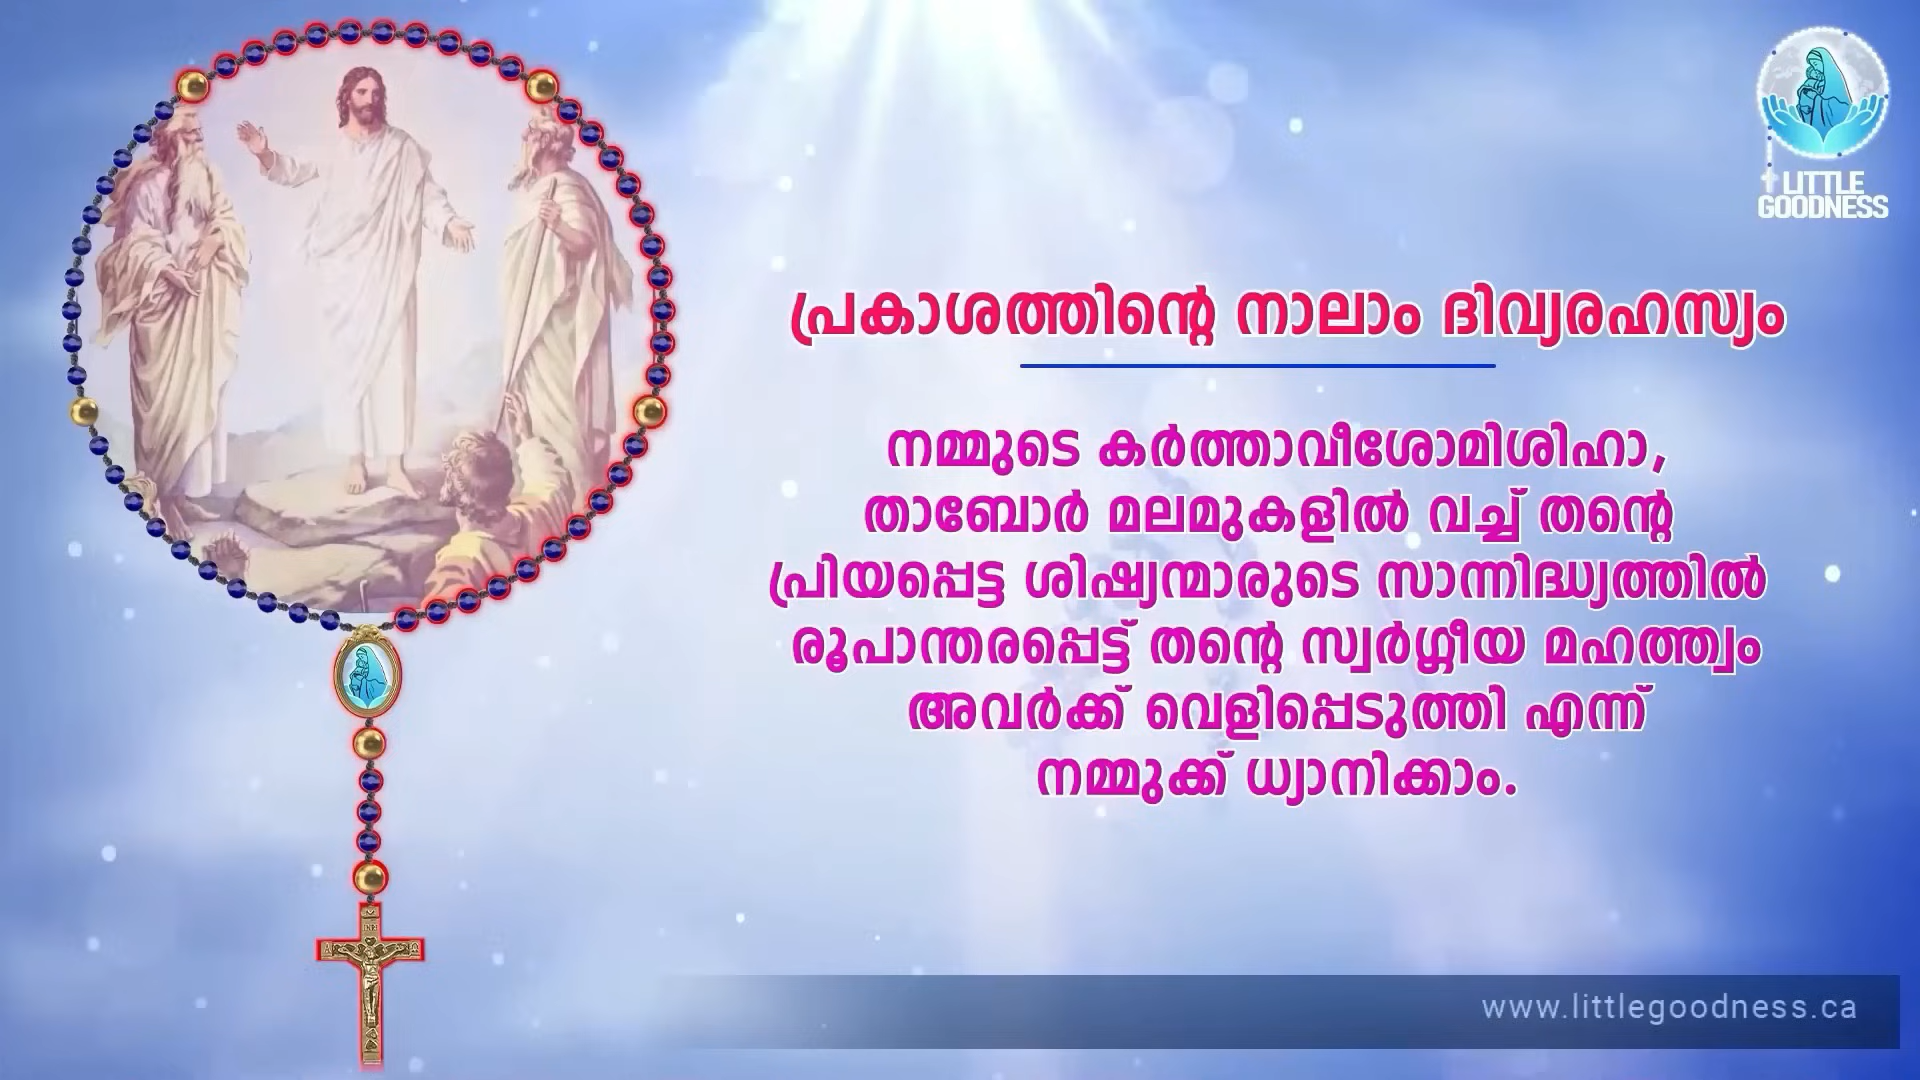 LITTLE
GOODNESS
പ്രകാശത്തിന്റെ നാലാം ദിവ്യരഹസ്യം
നമ്മുടെ കർത്താവീശോമിശിഹാ,
താബോർ മലമുകളിൽ വച്ച് തന്റെ
പ്രിയപ്പെട്ട ശിഷ്യന്മാരുടെ സാന്നിദ്ധ്യത്തിൽ
രൂപാന്തരപ്പെട്ട് തന്റെ സ്വർഗ്ഗീയ മഹത്ത്വം
അവർക്ക് വെളിപ്പെടുത്തി എന്ന്
നമ്മുക്ക് ധ്യാനിക്കാം.
INRI
A Ω
www.littlegoodness.ca